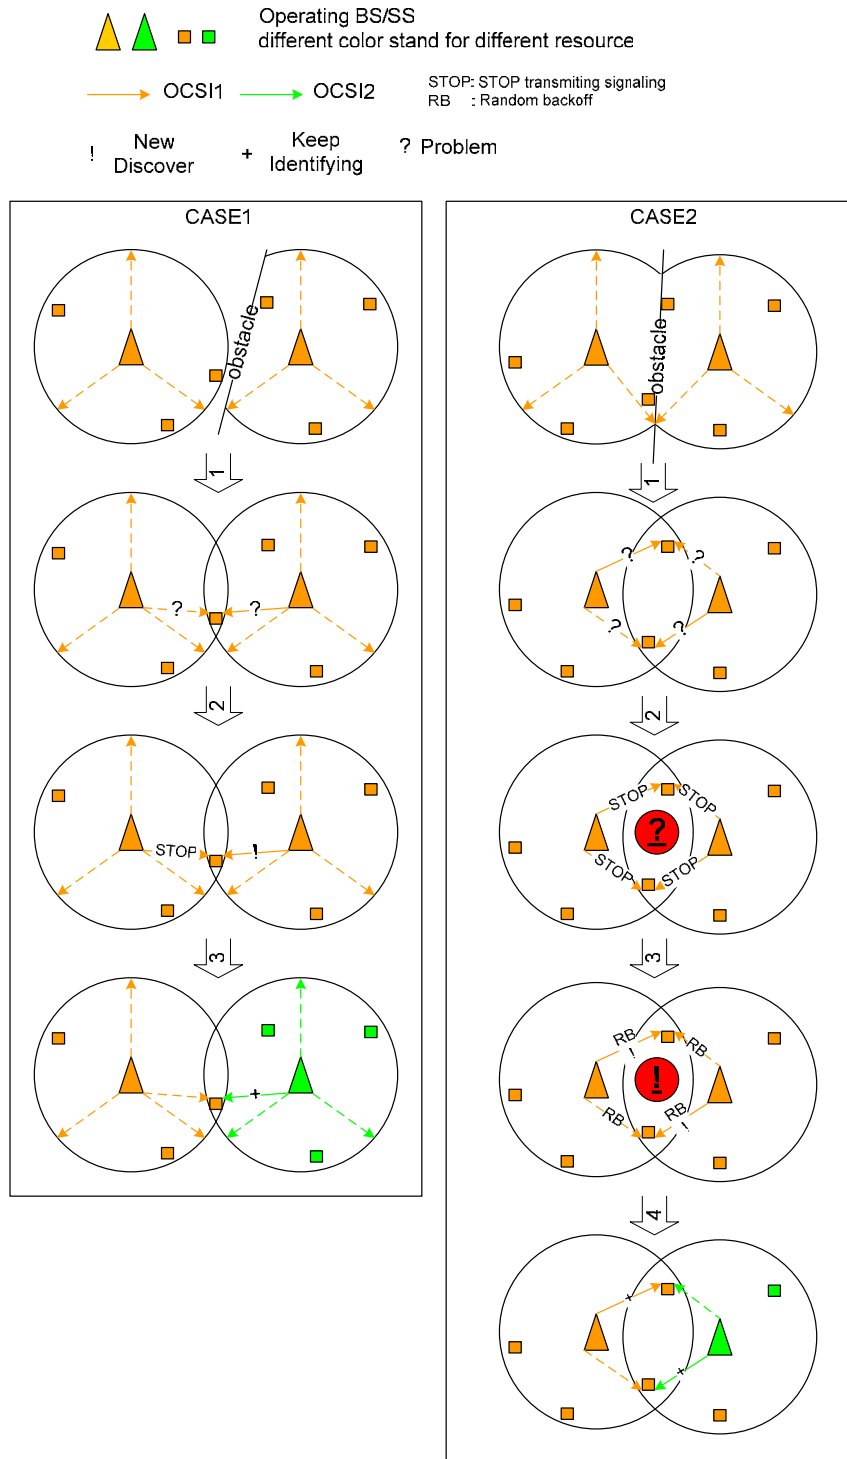 Operating BS/SS
different color stand for different resource
OCSI1
OCSI2
STOP: STOP transmiting signaling
RB : Random backoff
! New
Discover
+ Keep
Identifying
? Problem
CASE1
obstacle
1
? ?
2
STOP !
3
+
CASE2
obstacle
1
? ?
? ?
2
STOP STOP
?
STOP STOP
3
RB ! RB
!
RB RB !
4
+
+